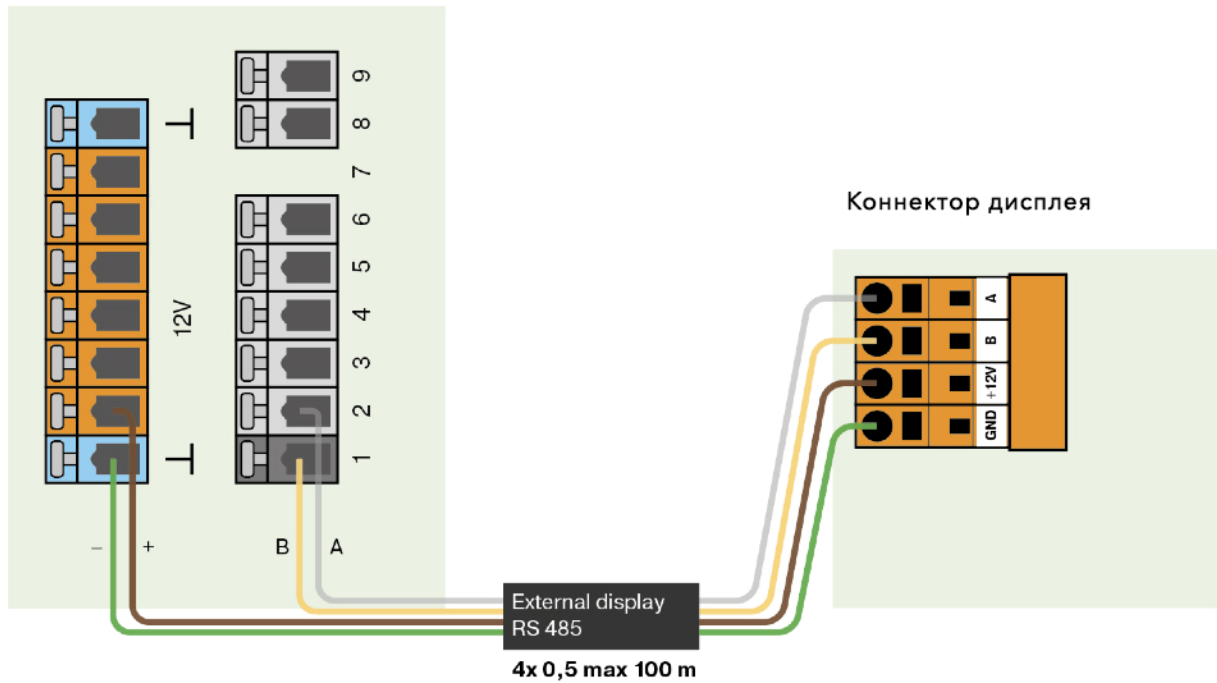 9
8
7
6
5
4
3
2
1
12V
– +
B A
Коннектор дисплея
A
B
+12V
GND
External display
RS 485
4x 0,5 max 100 m